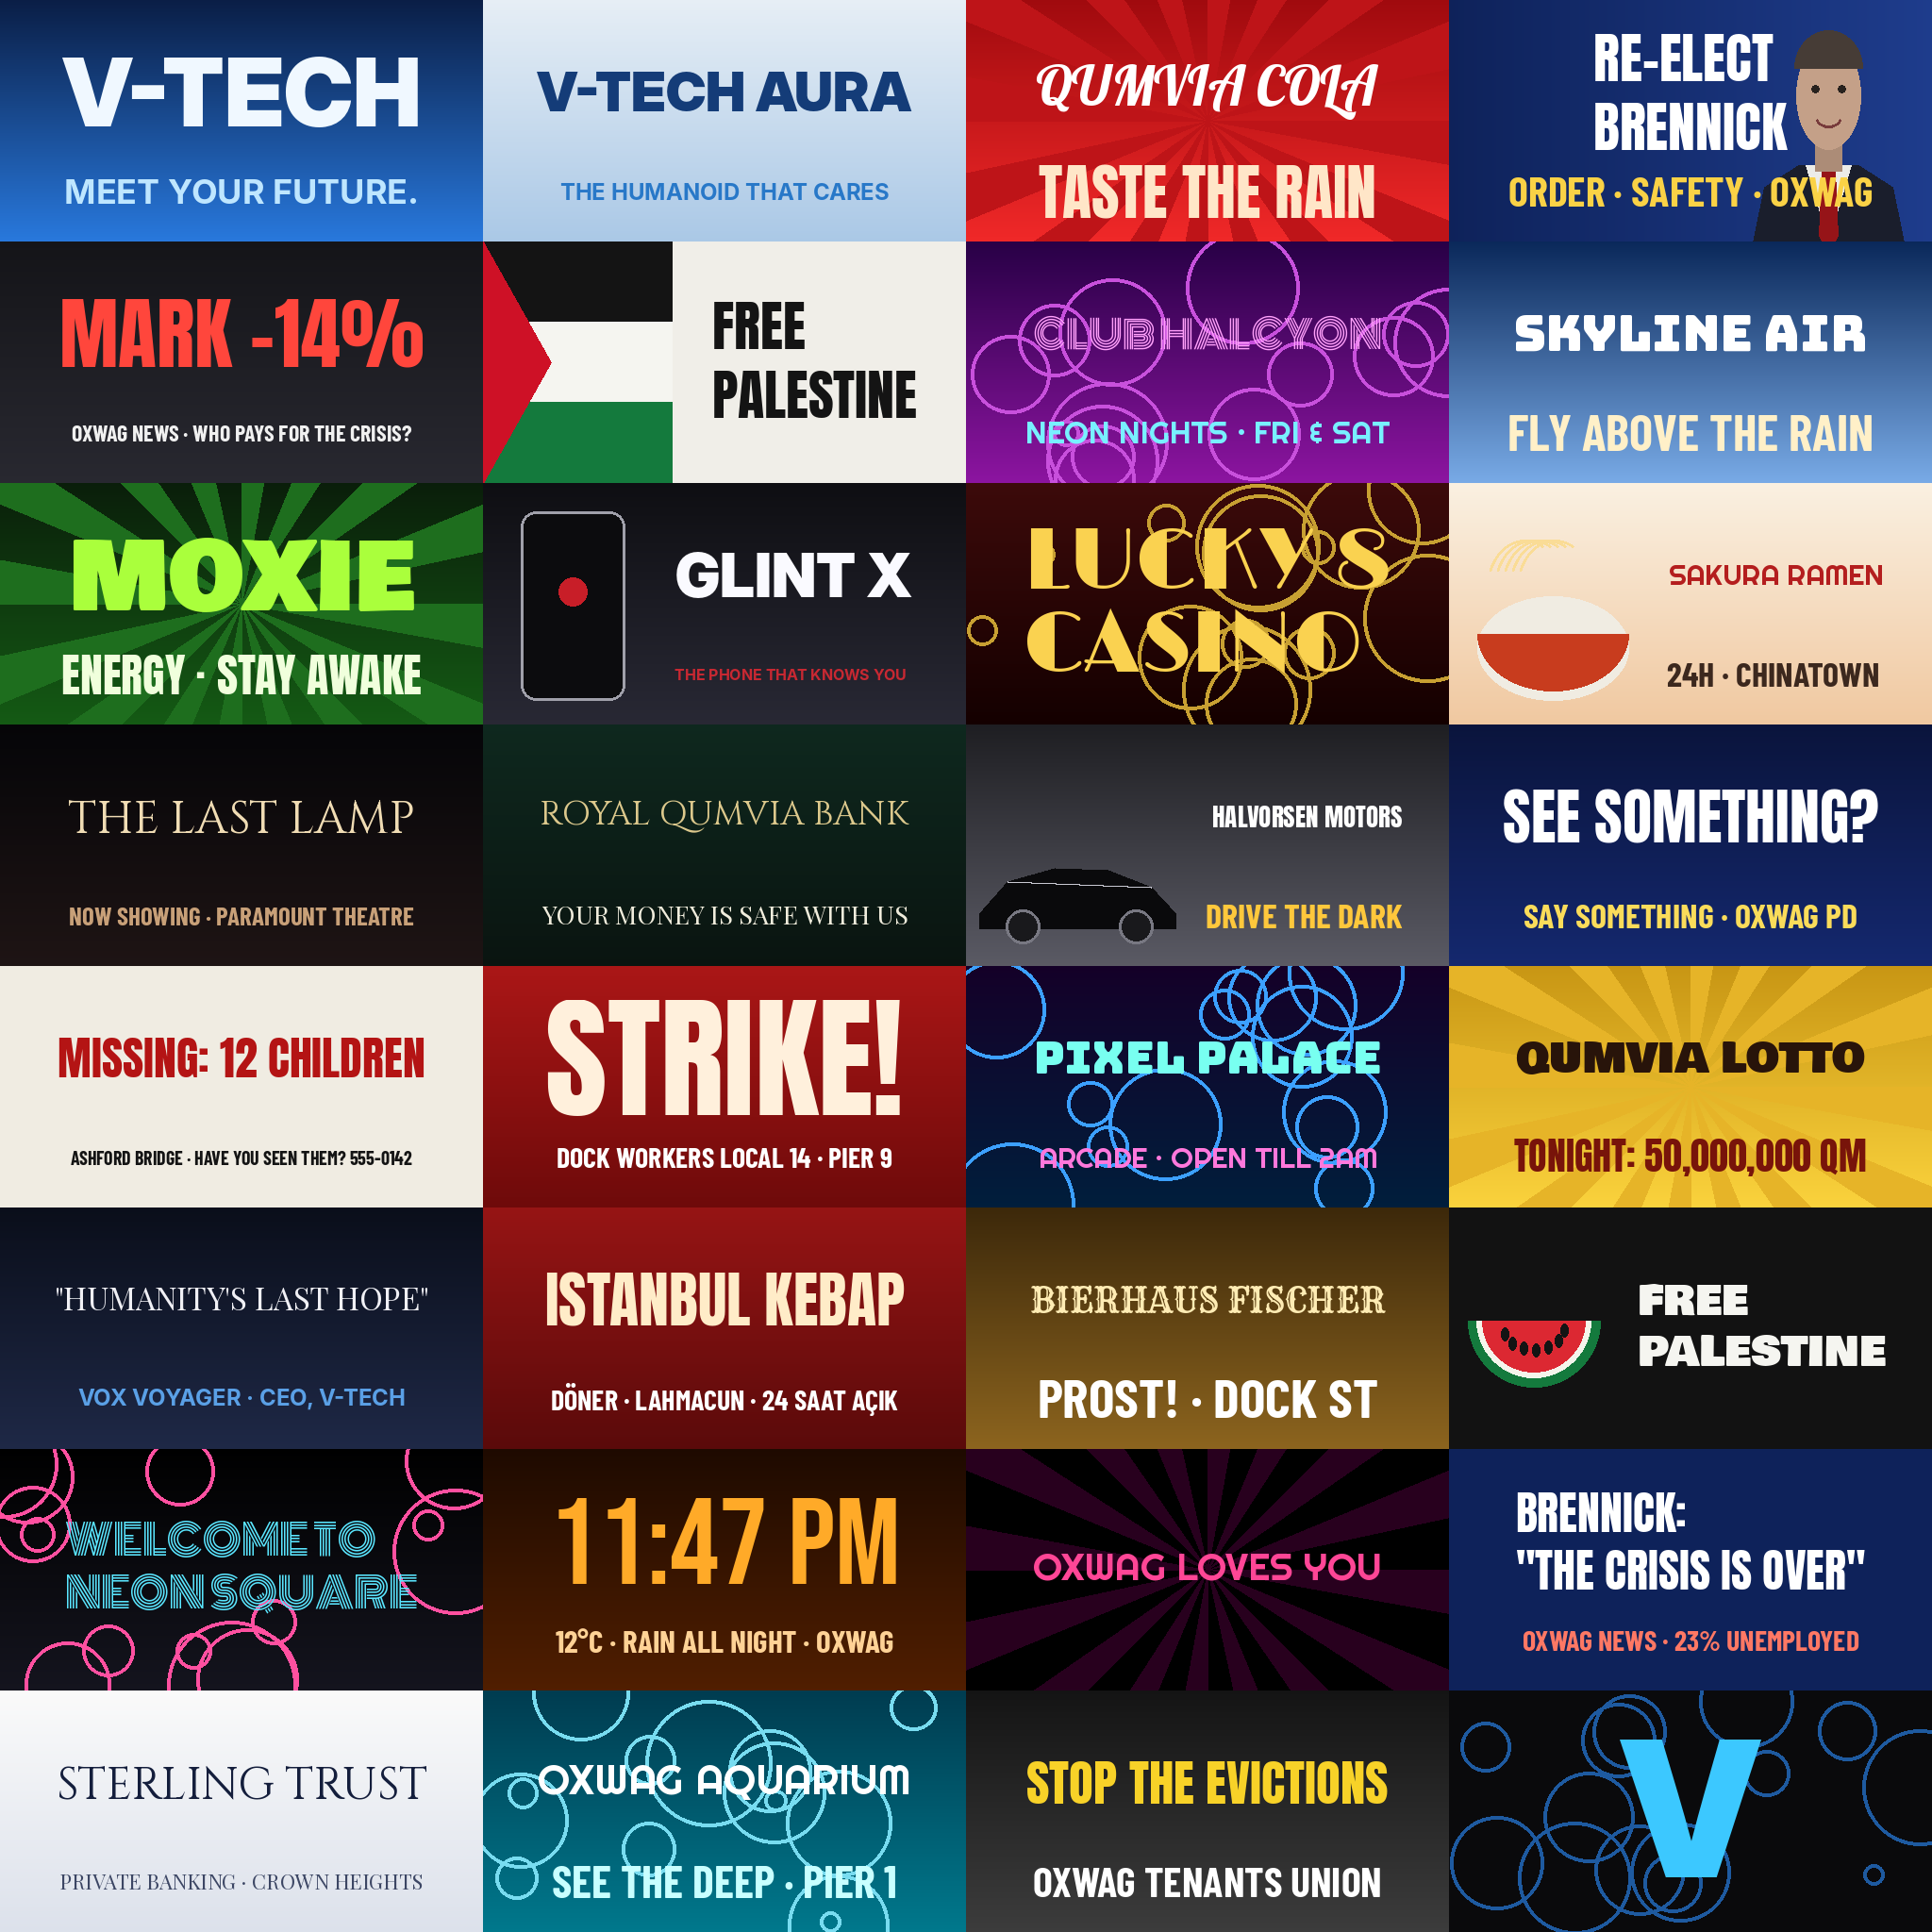 V-TECH
MEET YOUR FUTURE.
V-TECH AURA
THE HUMANOID THAT CARES
QUMVIA COLA
TASTE THE RAIN
RE-ELECT
BRENNICK
ORDER · SAFETY · OXWAG
MARK -14%
OXWAG NEWS · WHO PAYS FOR THE CRISIS?
FREE
PALESTINE
CLUB HALCYON
NEON NIGHTS · FRI & SAT
SKYLINE AIR
FLY ABOVE THE RAIN
MOXIE
ENERGY · STAY AWAKE
GLINT X
THE PHONE THAT KNOWS YOU
LUCKY'S
CASINO
SAKURA RAMEN
24H · CHINATOWN
THE LAST LAMP
NOW SHOWING · PARAMOUNT THEATRE
ROYAL QUMVIA BANK
YOUR MONEY IS SAFE WITH US
HALVORSEN MOTORS
DRIVE THE DARK
SEE SOMETHING?
SAY SOMETHING · OXWAG PD
MISSING: 12 CHILDREN
ASHFORD BRIDGE · HAVE YOU SEEN THEM? 555-0142
STRIKE!
DOCK WORKERS LOCAL 14 · PIER 9
PIXEL PALACE
ARCADE · OPEN TILL 2AM
QUMVIA LOTTO
TONIGHT: 50,000,000 QM
"HUMANITY'S LAST HOPE"
VOX VOYAGER · CEO, V-TECH
ISTANBUL KEBAP
DÖNER · LAHMACUN · 24 SAAT AÇIK
BIERHAUS FISCHER
PROST! · DOCK ST
FREE
PALESTINE
WELCOME TO
NEON SQUARE
11:47 PM
12°C · RAIN ALL NIGHT · OXWAG
OXWAG LOVES YOU
BRENNICK:
"THE CRISIS IS OVER"
OXWAG NEWS · 23% UNEMPLOYED
STERLING TRUST
PRIVATE BANKING · CROWN HEIGHTS
OXWAG AQUARIUM
SEE THE DEEP · PIER 1
STOP THE EVICTIONS
OXWAG TENANTS UNION
V